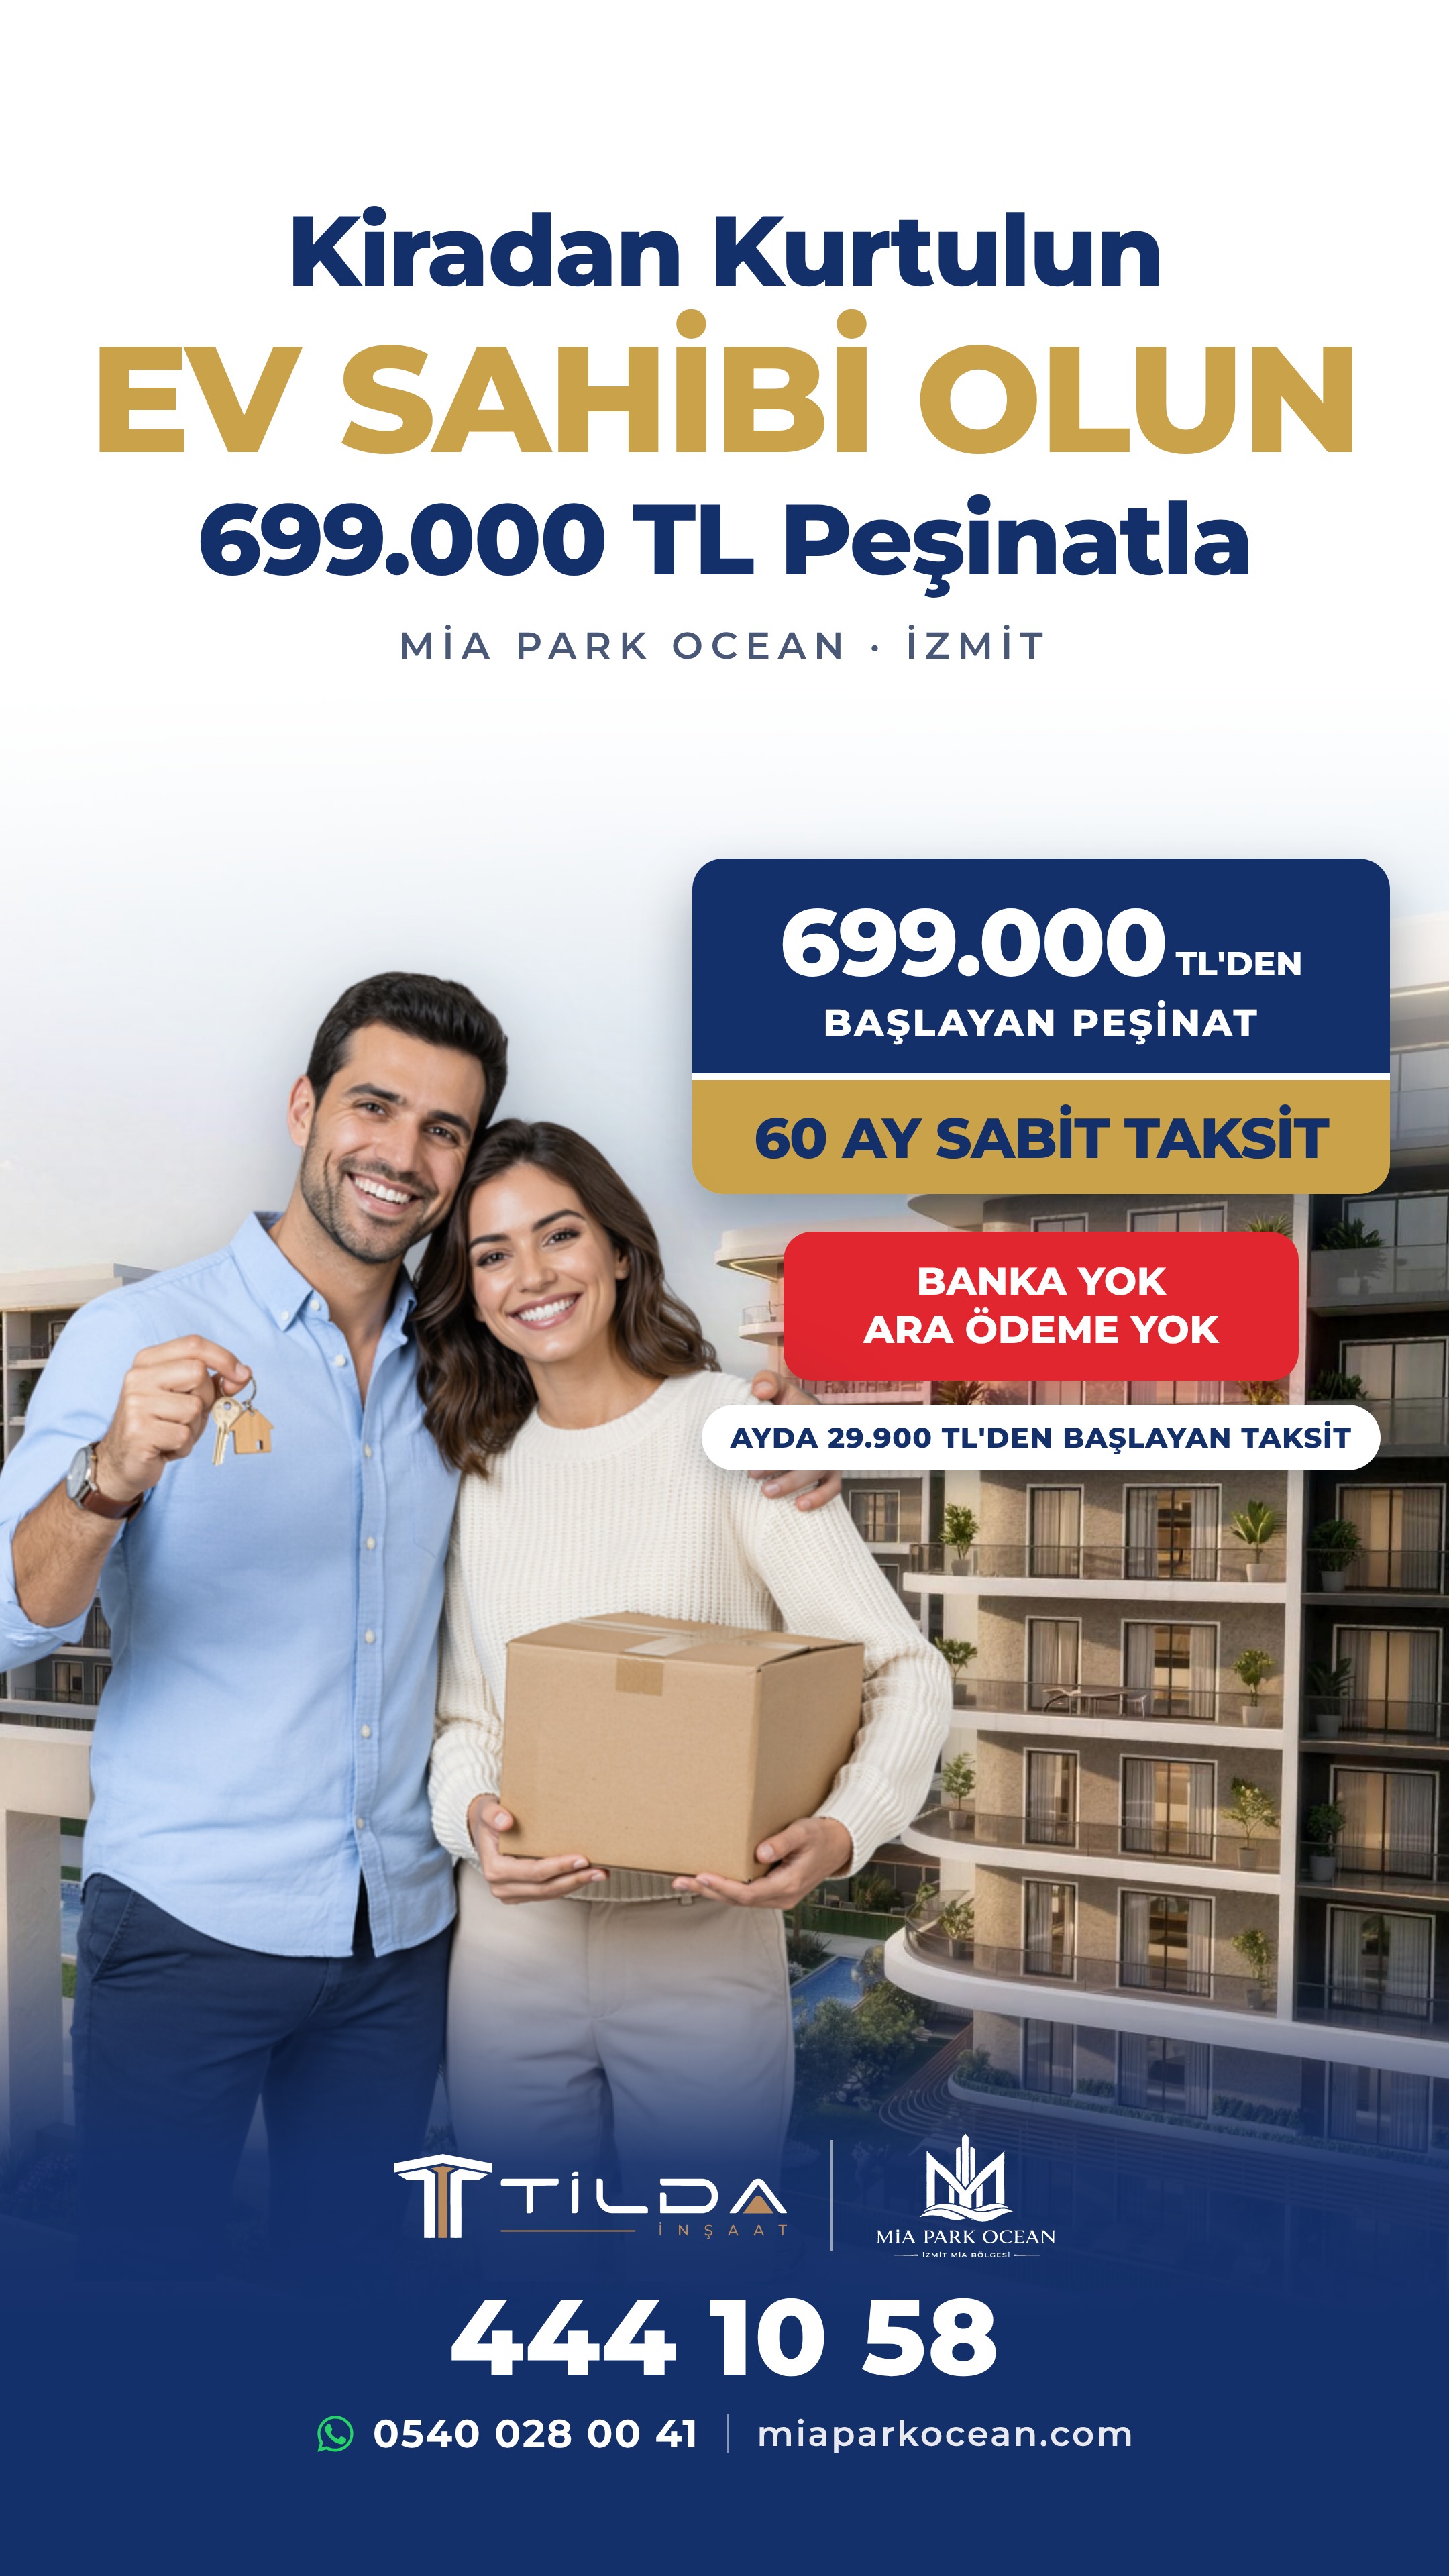 Kiradan Kurtulun
EV SAHİBİ OLUN
699.000 TL Peşinatla
MİA PARK OCEAN · İZMİT
699.000 TL'DEN
BAŞLAYAN PEŞİNAT
60 AY SABİT TAKSİT
BANKA YOK
ARA ÖDEME YOK
AYDA 29.900 TL'DEN BAŞLAYAN TAKSİT
TİLDA
İNŞAAT
MİA PARK OCEAN
İZMİT MİA BÖLGESİ
444 10 58
0540 028 00 41
miaparkocean.com